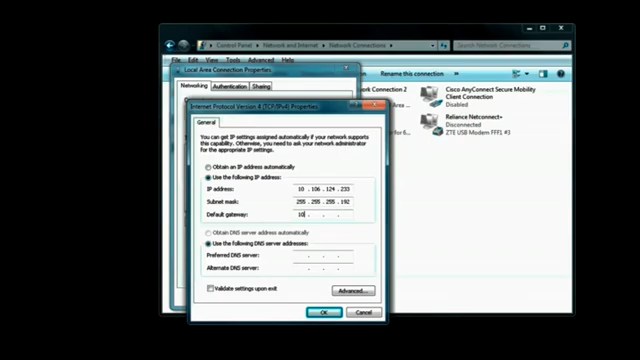 Control Panel ▸ Network and Internet ▸ Network Connections
Search Network Connections
File Edit View Tools Advanced Help
Local Area Connection Properties
Rename this connection »
Networking Authentication Sharing
Connection 2
Cisco AnyConnect Secure Mobility
Client Connection
Disabled
Reliance Netconnect+
Disconnected
ZTE USB Modem FFF1 #3
Internet Protocol Version 4 (TCP/IPv4) Properties
General
You can get IP settings assigned automatically if your network supports
this capability. Otherwise, you need to ask your network administrator
for the appropriate IP settings.
Obtain an IP address automatically
Use the following IP address:
IP address: 10 . 106 . 124 . 233
Subnet mask: 255 . 255 . 255 . 192
Default gateway: 10 . . .
Obtain DNS server address automatically
Use the following DNS server addresses:
Preferred DNS server: . . .
Alternate DNS server: . . .
Validate settings upon exit
Advanced...
OK Cancel